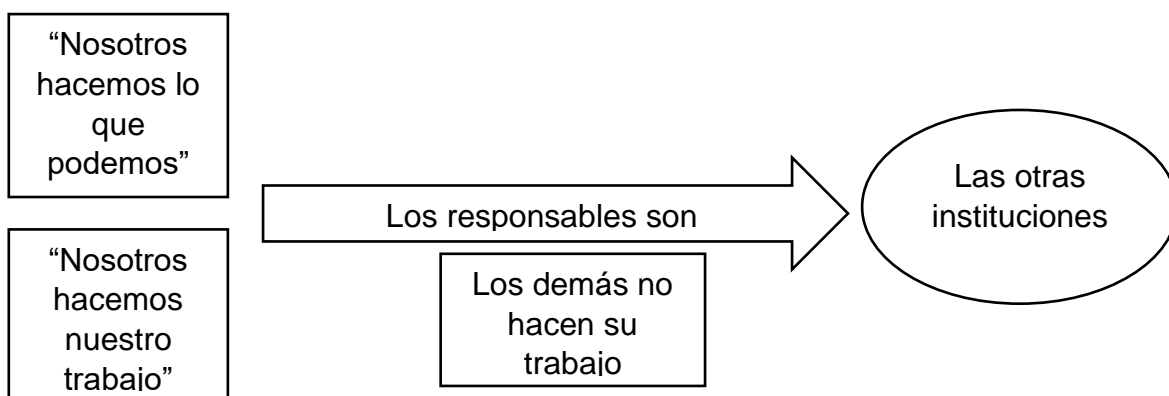 “Nosotros
hacemos lo
que
podemos”
“Nosotros
hacemos
nuestro
trabajo”
Los responsables son
Los demás no
hacen su
trabajo
Las otras
instituciones